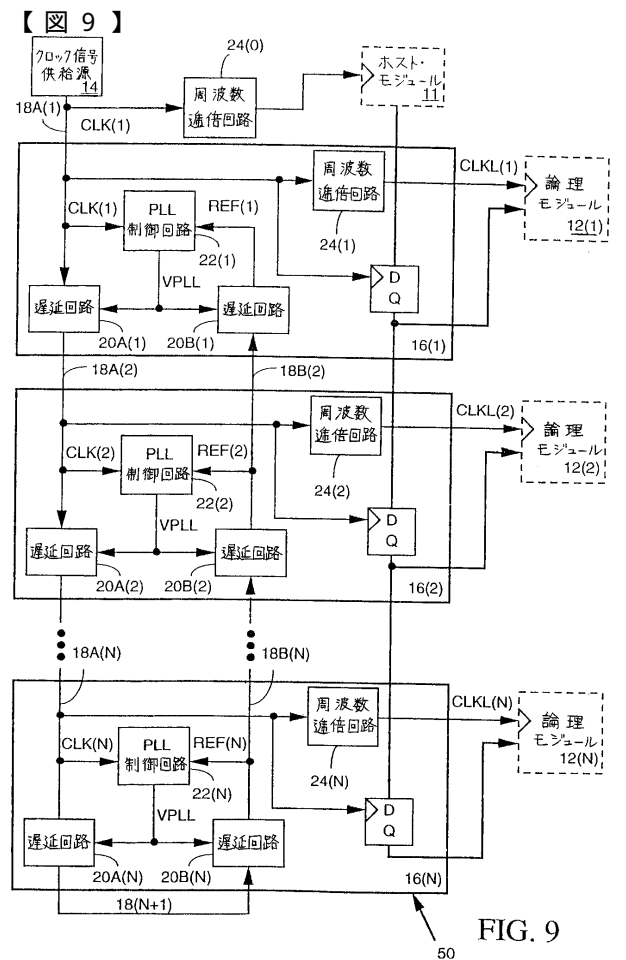 【 図 9 】
クロック信号
供給源
14
24(0)
周波数
逓倍回路
ホスト・
モジュール
11
18A(1)
CLK(1)
周波数
逓倍回路
24(1)
CLKL(1)
論理
モジュール
12(1)
CLK(1)
PLL
制御回路
REF(1)
22(1)
VPLL
D
Q
遅延回路
遅延回路
20A(1)
20B(1)
16(1)
18A(2)
18B(2)
周波数
逓倍回路
24(2)
CLKL(2)
論理
モジュール
12(2)
CLK(2)
PLL
制御回路
REF(2)
22(2)
VPLL
D
Q
遅延回路
遅延回路
20A(2)
20B(2)
16(2)
18A(N)
18B(N)
周波数
逓倍回路
24(N)
CLKL(N)
論理
モジュール
12(N)
CLK(N)
PLL
制御回路
REF(N)
22(N)
VPLL
D
Q
遅延回路
遅延回路
20A(N)
20B(N)
16(N)
18(N+1)
50
FIG. 9